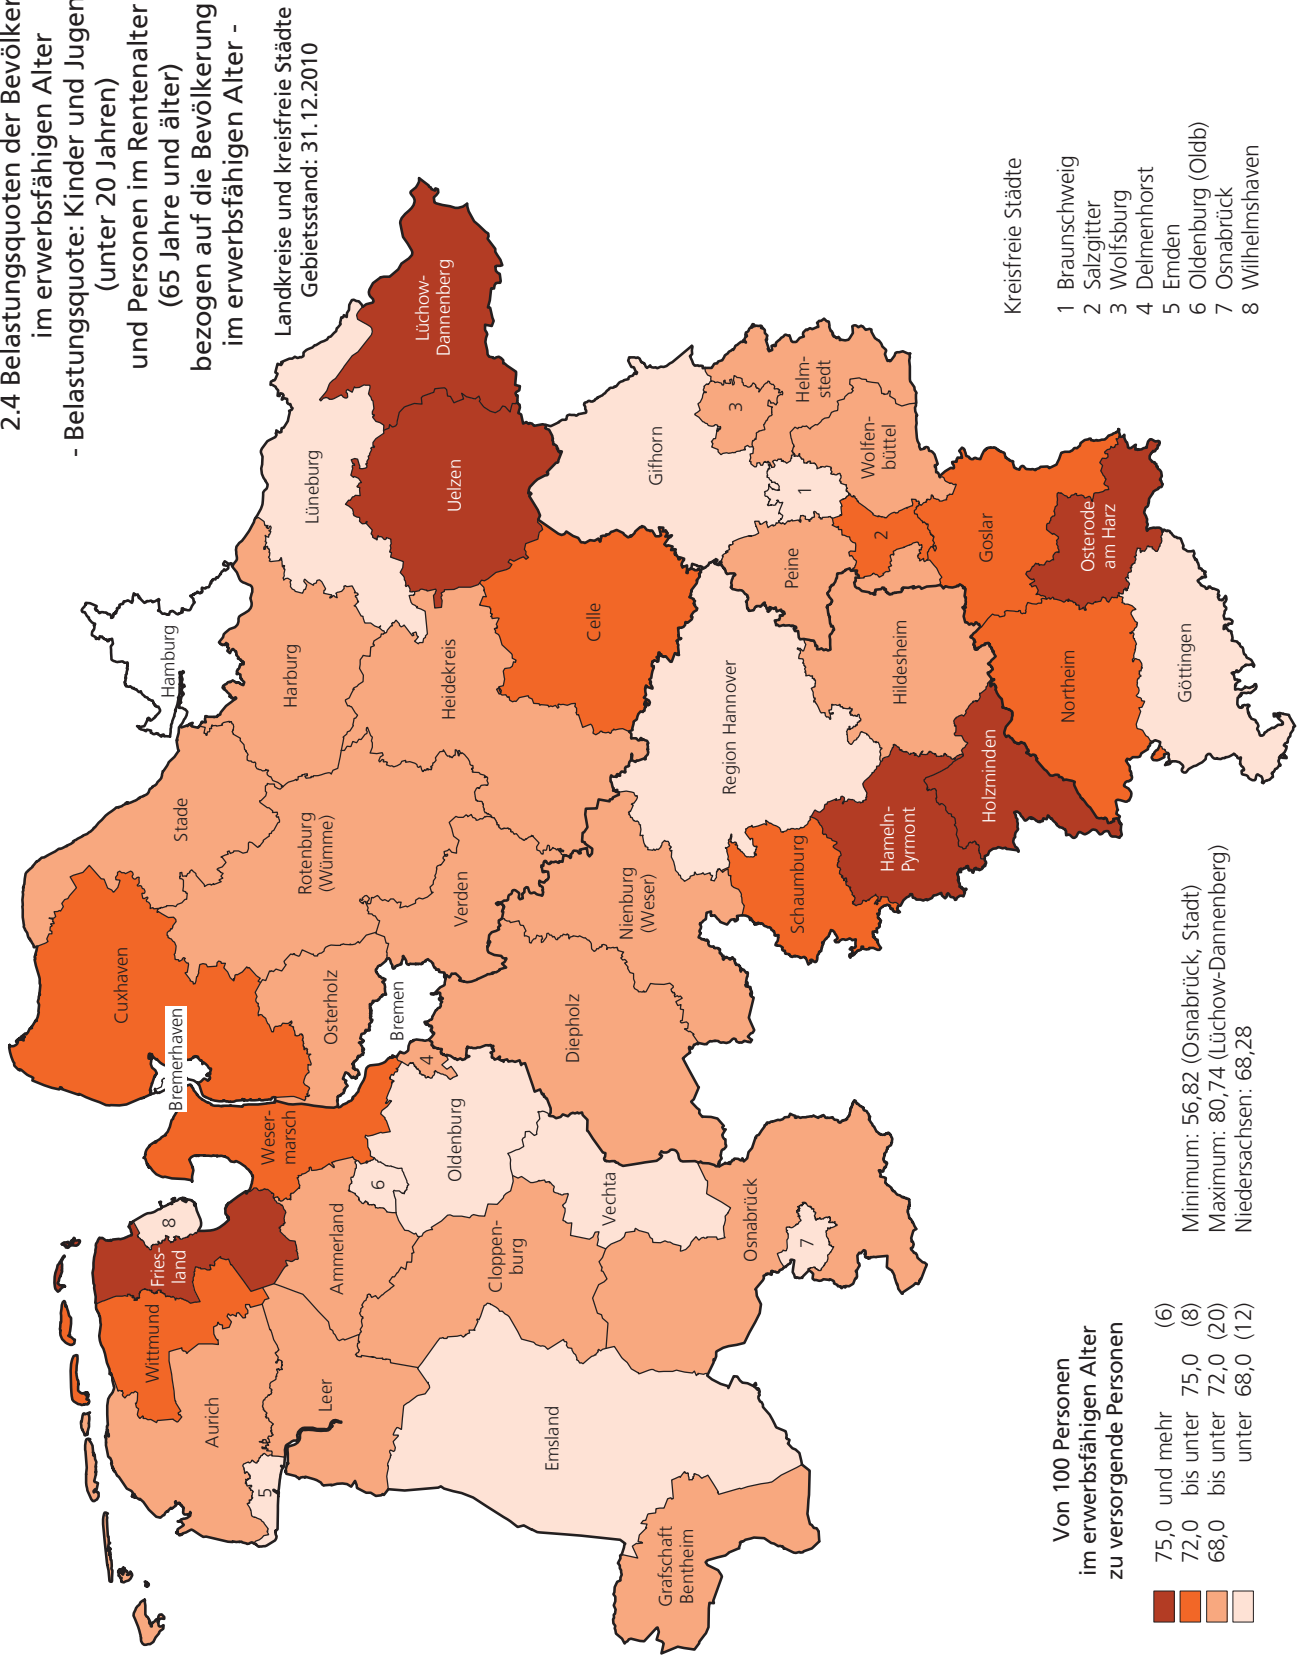 2.4 Belastungsquoten der Bevölker
im erwerbsfähigen Alter
- Belastungsquote: Kinder und Jugen
(unter 20 Jahren)
und Personen im Rentenalter
(65 Jahre und älter)
bezogen auf die Bevölkerung
im erwerbsfähigen Alter -
Landkreise und kreisfreie Städte
Gebietsstand: 31.12.2010
Hamburg
Cuxhaven
Bremerhaven
Stade
Harburg
Lüneburg
Lüchow-
Dannenberg
Uelzen
Heidekreis
Celle
Rotenburg
(Wümme)
Osterholz
Verden
Bremen
Weser-
marsch
Fries-
land
8
Wittmund
Aurich
5
Leer
Ammerland
6
Oldenburg
4
Cloppen-
burg
Vechta
Diepholz
Nienburg
(Weser)
Emsland
Grafschaft
Bentheim
Osnabrück
7
Schaumburg
Region Hannover
Gifhorn
3
Helm-
stedt
Wolfen-
büttel
1
Peine
2
Hildesheim
Hameln-
Pyrmont
Holzminden
Goslar
Osterode
am Harz
Northeim
Göttingen
Kreisfreie Städte
1 Braunschweig
2 Salzgitter
3 Wolfsburg
4 Delmenhorst
5 Emden
6 Oldenburg (Oldb)
7 Osnabrück
8 Wilhelmshaven
Von 100 Personen
im erwerbsfähigen Alter
zu versorgende Personen
75,0 und mehr (6)
72,0 bis unter 75,0 (8)
68,0 bis unter 72,0 (20)
unter 68,0 (12)
Minimum: 56,82 (Osnabrück, Stadt)
Maximum: 80,74 (Lüchow-Dannenberg)
Niedersachsen: 68,28